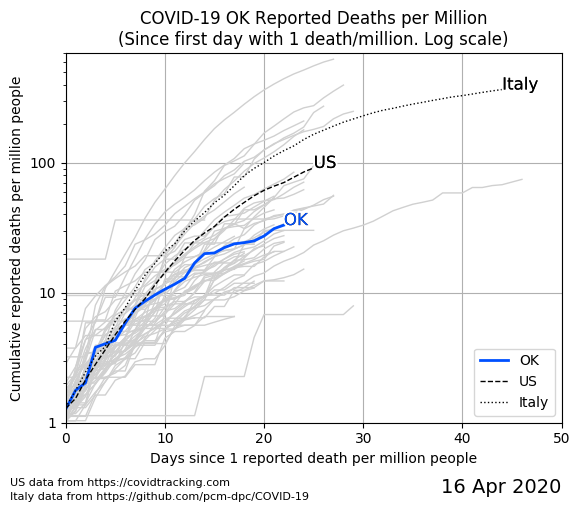 COVID-19 OK Reported Deaths per Million
(Since first day with 1 death/million. Log scale)
Cumulative reported deaths per million people
100
10
1
Italy
US
OK
OK
US
Italy
0 10 20 30 40 50
Days since 1 reported death per million people
US data from https://covidtracking.com
Italy data from https://github.com/pcm-dpc/COVID-19
16 Apr 2020